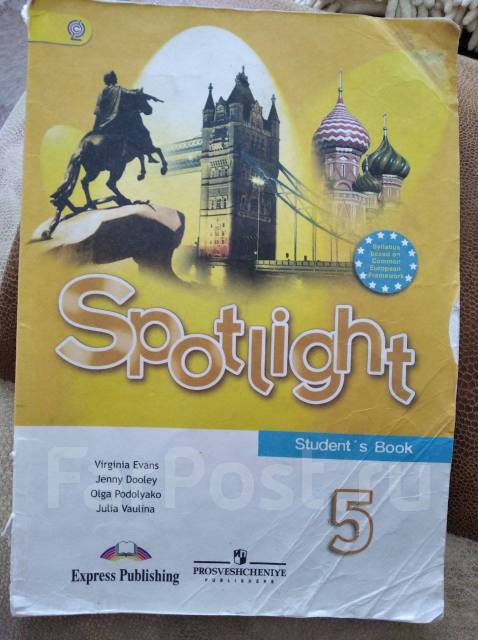 Syllabus
based on
Common
European
Framework
Spotlight
Student's Book
Virginia Evans
Jenny Dooley
Olga Podolyako
Julia Vaulina
5
FarPost.ru
Express Publishing
PROSVESHCHENIYE
PUBLISHERS